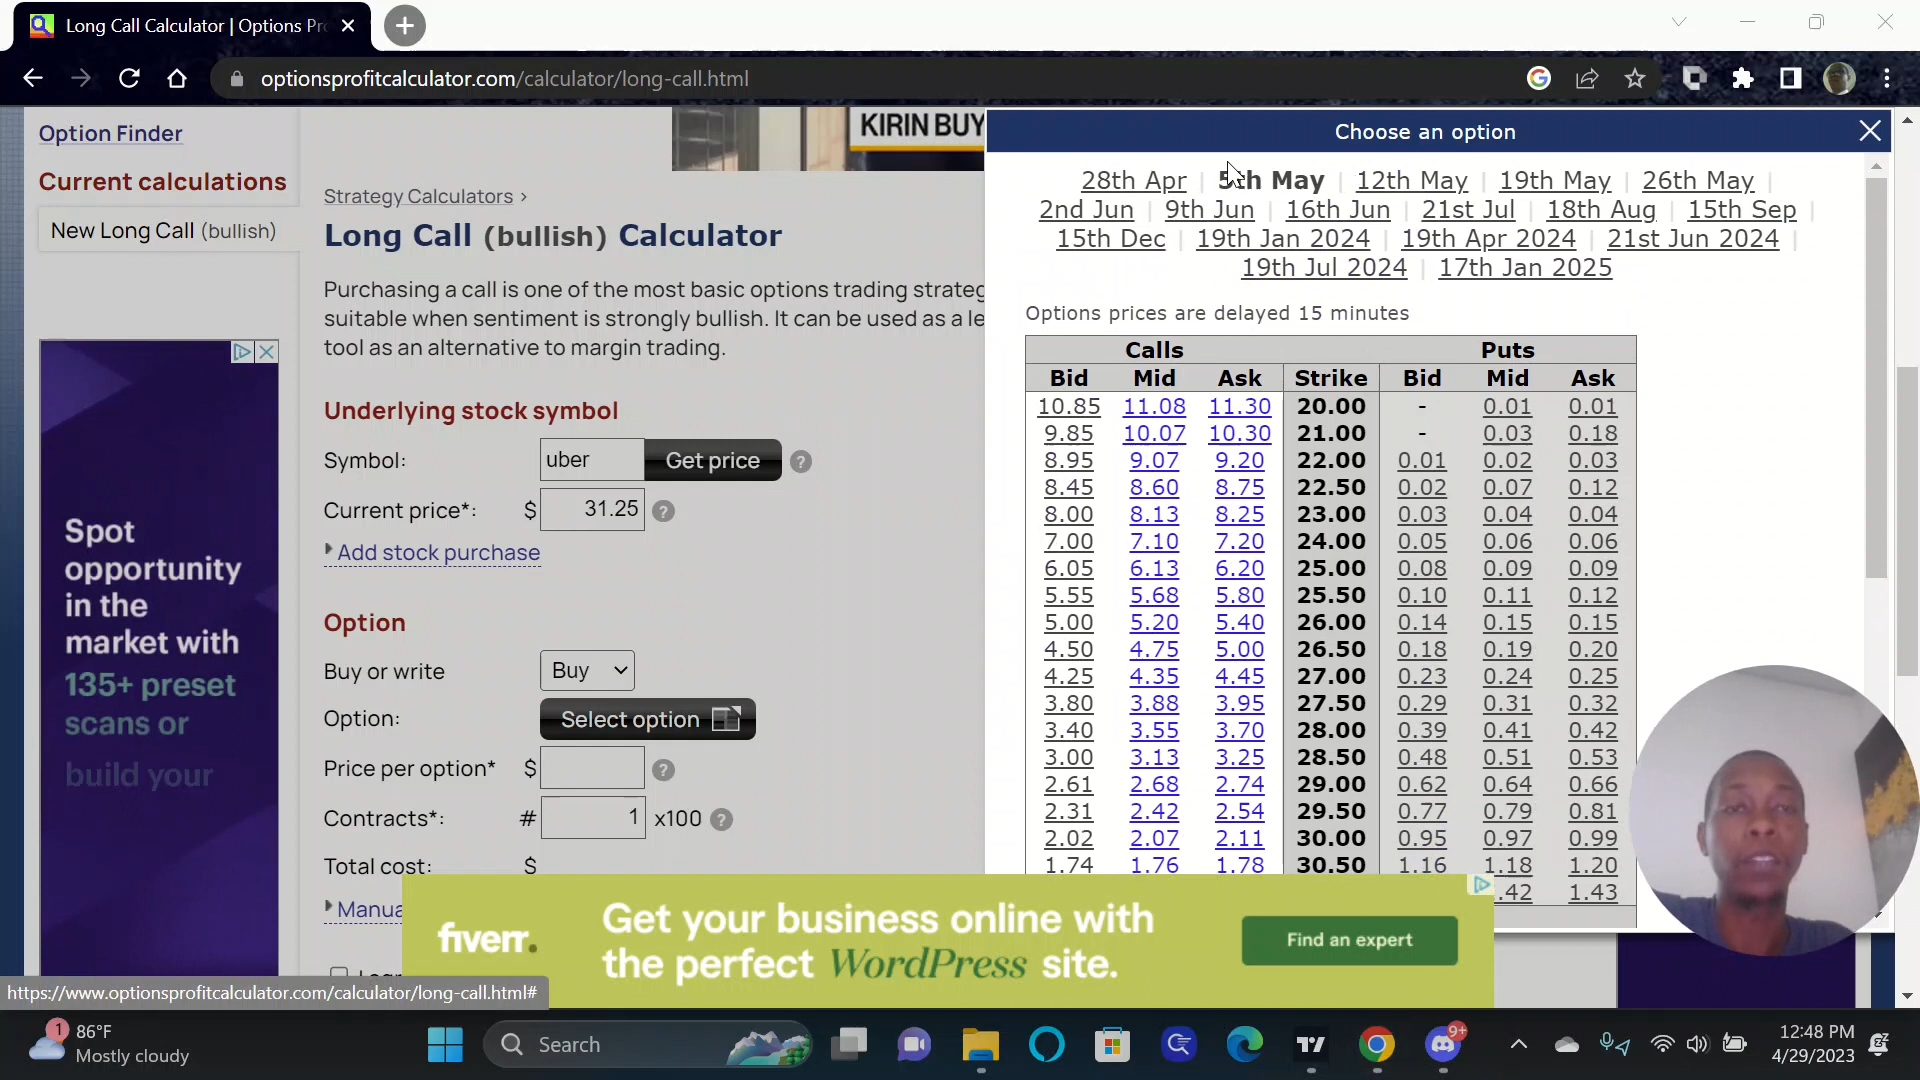 Long Call Calculator | Options Pr
optionsprofitcalculator.com/calculator/long-call.html
Option Finder
Current calculations
New Long Call (bullish)
Spot
opportunity
in the
market with
135+ preset
scans or
build your
KIRIN BUY
Strategy Calculators ›
Long Call (bullish) Calculator
Purchasing a call is one of the most basic options trading strateg
suitable when sentiment is strongly bullish. It can be used as a le
tool as an alternative to margin trading.
Underlying stock symbol
Symbol: uber Get price ?
Current price*: $ 31.25 ?
Add stock purchase
Option
Buy or write Buy
Option: Select option
Price per option* $ ?
Contracts*: # 1 x100 ?
Total cost: $
Manua
Choose an option
28th Apr | 5th May | 12th May | 19th May | 26th May |
2nd Jun | 9th Jun | 16th Jun | 21st Jul | 18th Aug | 15th Sep |
15th Dec | 19th Jan 2024 | 19th Apr 2024 | 21st Jun 2024 |
19th Jul 2024 | 17th Jan 2025
Options prices are delayed 15 minutes
Calls Puts
Bid Mid Ask Strike Bid Mid Ask
10.85 11.08 11.30 20.00 - 0.01 0.01
9.85 10.07 10.30 21.00 - 0.03 0.18
8.95 9.07 9.20 22.00 0.01 0.02 0.03
8.45 8.60 8.75 22.50 0.02 0.07 0.12
8.00 8.13 8.25 23.00 0.03 0.04 0.04
7.00 7.10 7.20 24.00 0.05 0.06 0.06
6.05 6.13 6.20 25.00 0.08 0.09 0.09
5.55 5.68 5.80 25.50 0.10 0.11 0.12
5.00 5.20 5.40 26.00 0.14 0.15 0.15
4.50 4.75 5.00 26.50 0.18 0.19 0.20
4.25 4.35 4.45 27.00 0.23 0.24 0.25
3.80 3.88 3.95 27.50 0.29 0.31 0.32
3.40 3.55 3.70 28.00 0.39 0.41 0.42
3.00 3.13 3.25 28.50 0.48 0.51 0.53
2.61 2.68 2.74 29.00 0.62 0.64 0.66
2.31 2.42 2.54 29.50 0.77 0.79 0.81
2.02 2.07 2.11 30.00 0.95 0.97 0.99
1.74 1.76 1.78 30.50 1.16 1.18 1.20
.42 1.43
fiverr.
Get your business online with
the perfect WordPress site.
Find an expert
https://www.optionsprofitcalculator.com/calculator/long-call.html#
1
86°F
Mostly cloudy
Search
9+
12:48 PM
4/29/2023